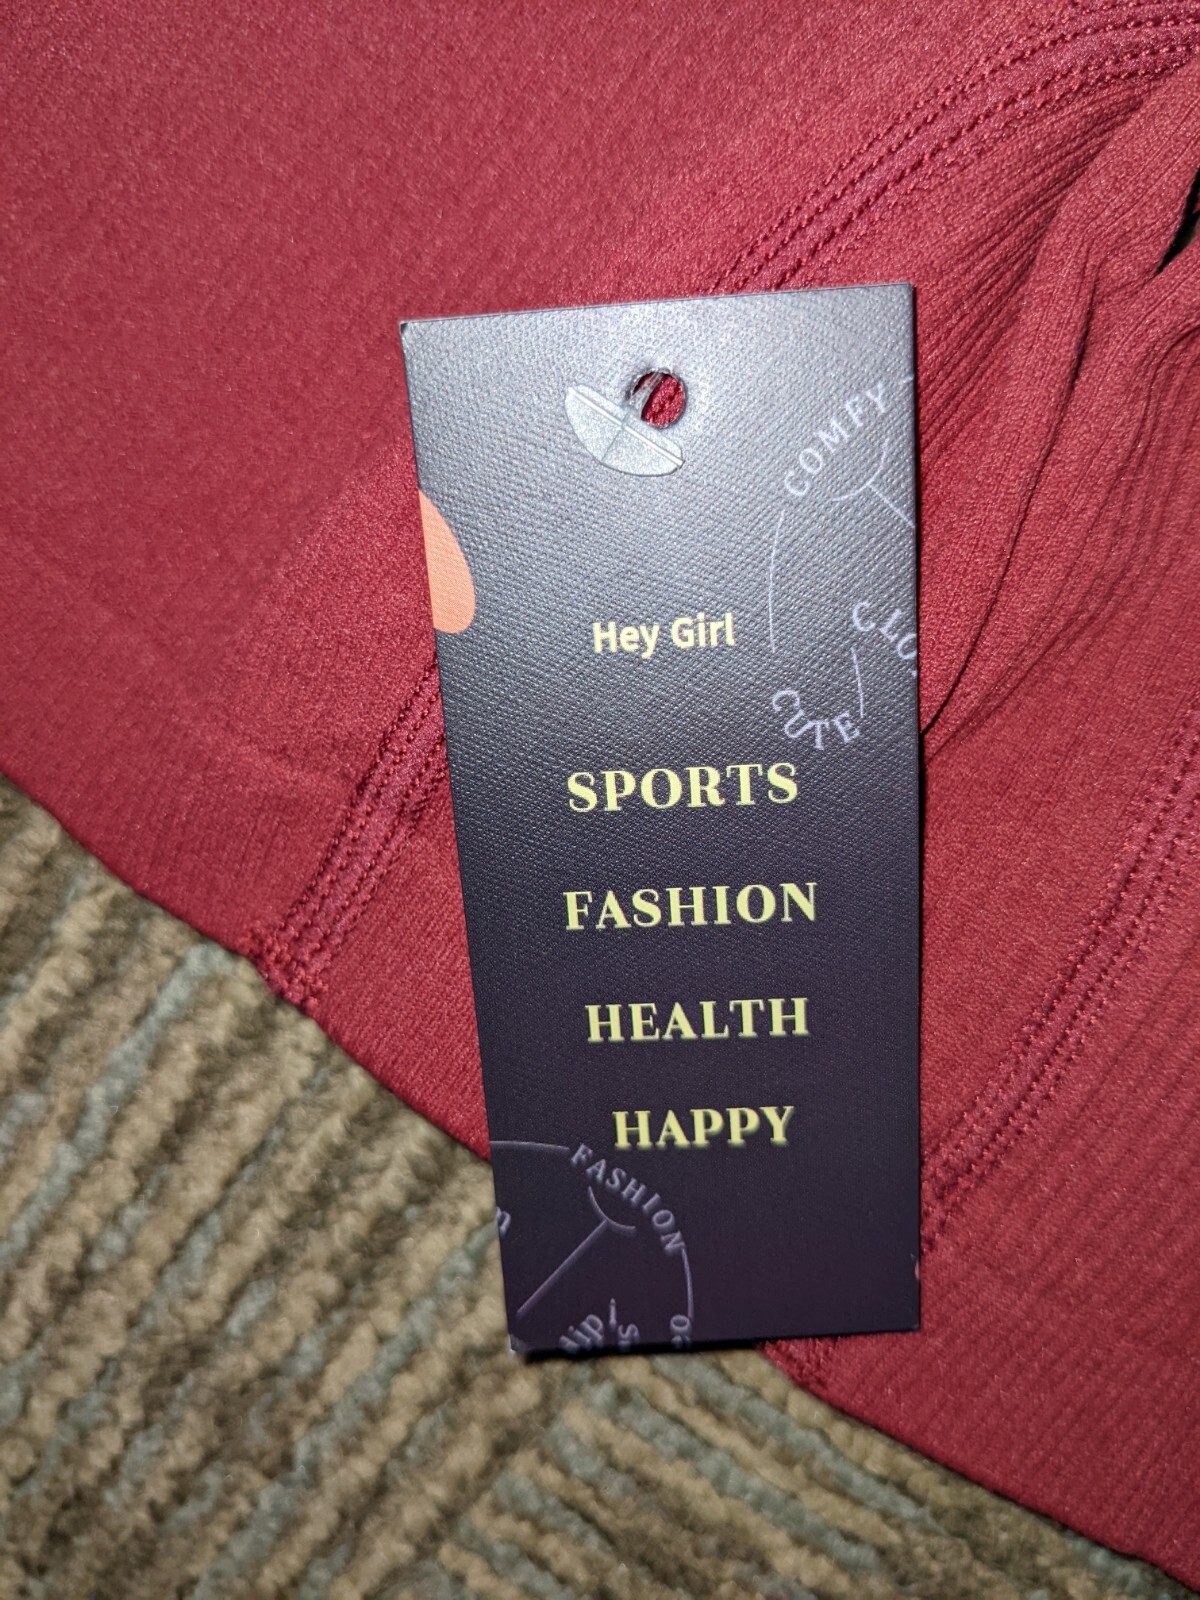 COMFY
Hey Girl
CUTE
SPORTS
FASHION
HEALTH
HAPPY
FASHION